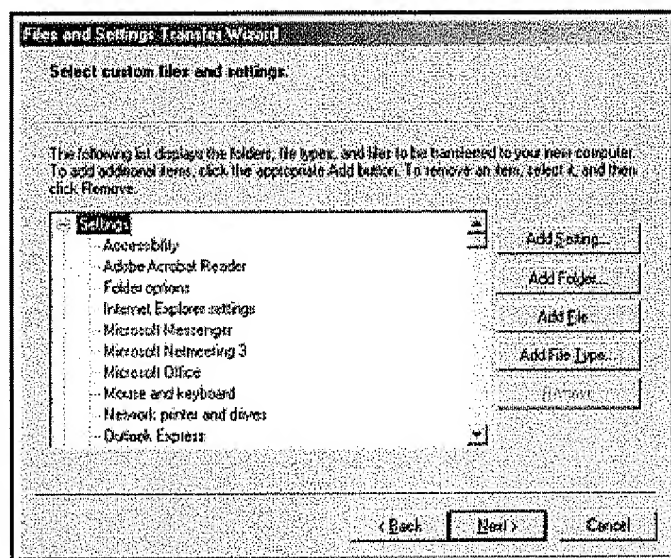 Files and Settings Transfer Wizard
Select custom files and settings.
The following list displays the folders, file types, and files to be transferred to your new computer.
To add additional items, click the appropriate Add button. To remove an item, select it, and then
click Remove.
Settings
Accessibility
Adobe Acrobat Reader
Folder options
Internet Explorer settings
Microsoft Messenger
Microsoft Netmeeting 3
Microsoft Office
Mouse and keyboard
Network printer and drives
Outlook Express
Add Setting...
Add Folder...
Add File...
Add File Type...
Remove
< Back
Next >
Cancel